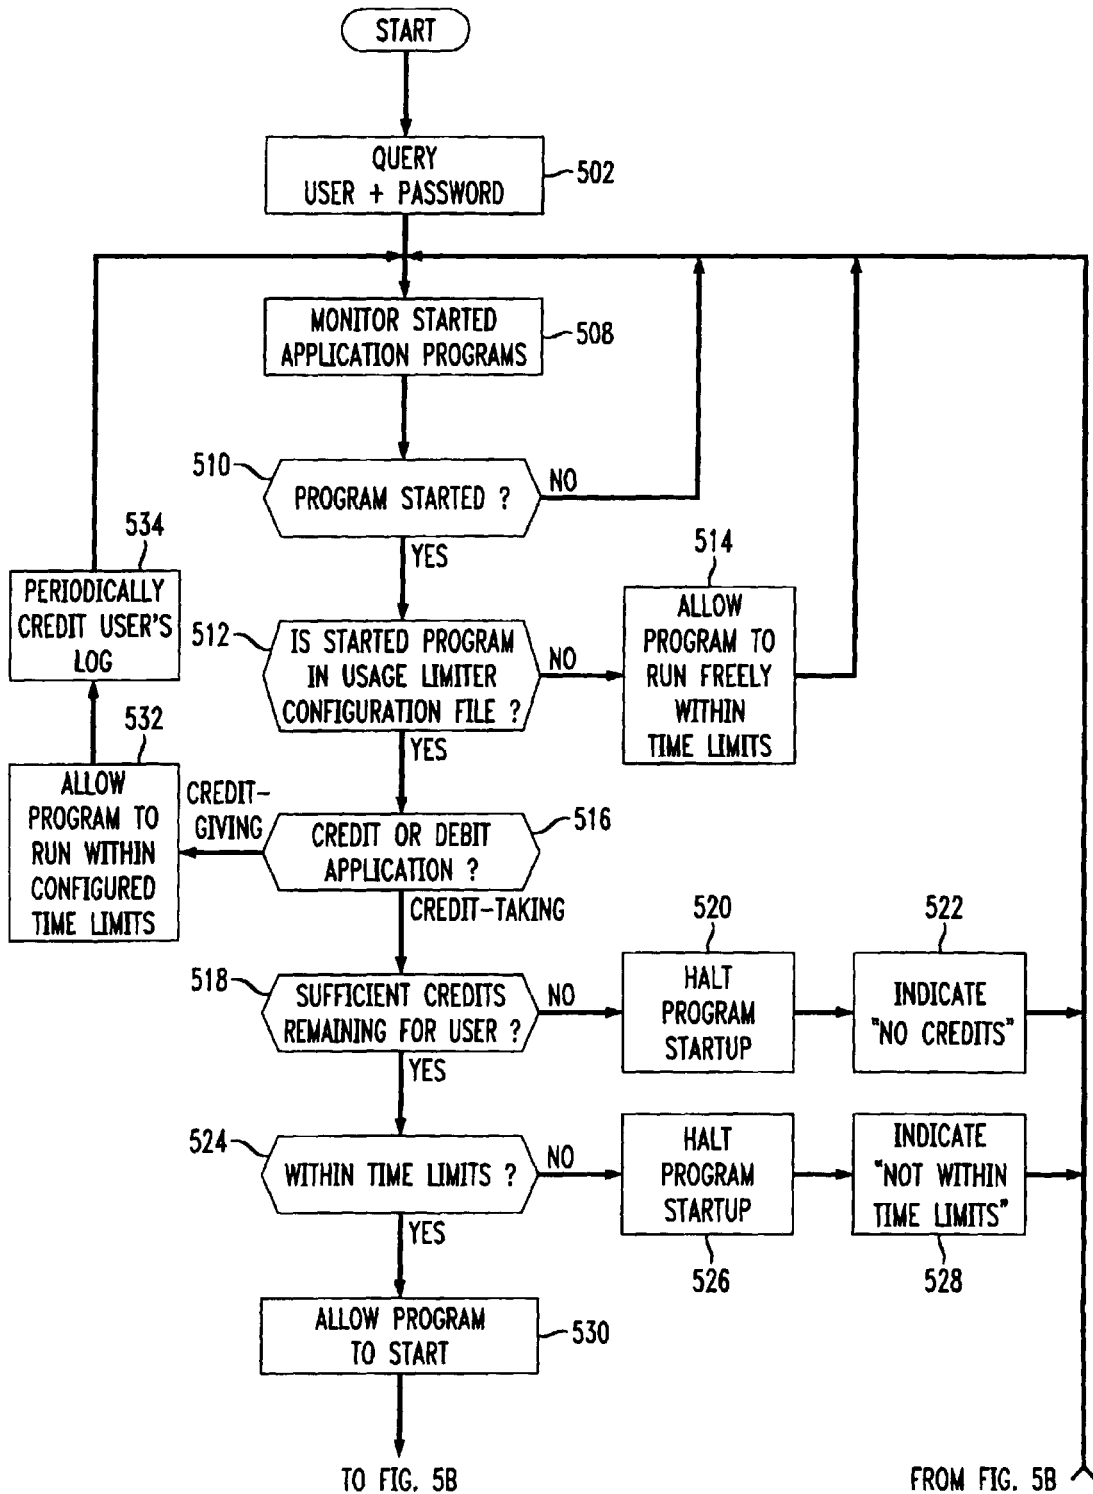 START
QUERY
USER + PASSWORD
502
MONITOR STARTED
APPLICATION PROGRAMS
508
510
PROGRAM STARTED ?
NO
YES
534
PERIODICALLY
CREDIT USER'S
LOG
512
IS STARTED PROGRAM
IN USAGE LIMITER
CONFIGURATION FILE ?
NO
YES
514
ALLOW
PROGRAM TO
RUN FREELY
WITHIN
TIME LIMITS
532
ALLOW
PROGRAM TO
RUN WITHIN
CONFIGURED
TIME LIMITS
CREDIT-
GIVING
CREDIT OR DEBIT
APPLICATION ?
516
CREDIT-TAKING
518
SUFFICIENT CREDITS
REMAINING FOR USER ?
NO
YES
520
HALT
PROGRAM
STARTUP
522
INDICATE
"NO CREDITS"
524
WITHIN TIME LIMITS ?
NO
YES
HALT
PROGRAM
STARTUP
526
INDICATE
"NOT WITHIN
TIME LIMITS"
528
ALLOW PROGRAM
TO START
530
TO FIG. 5B
FROM FIG. 5B